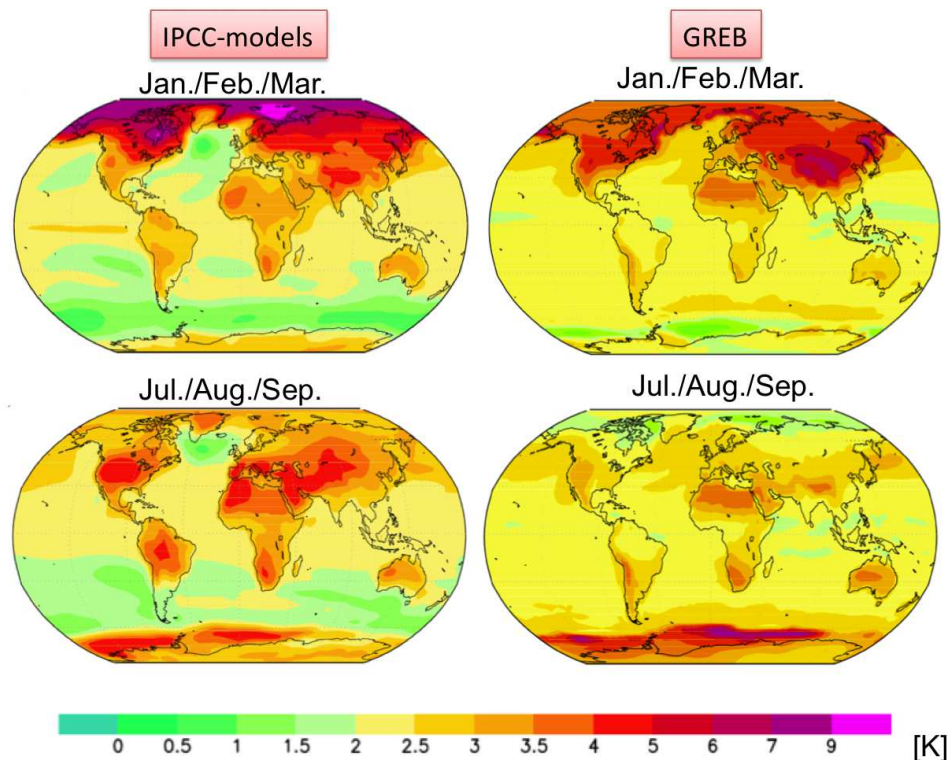 IPCC-models
GREB
Jan./Feb./Mar.
Jan./Feb./Mar.
Jul./Aug./Sep.
Jul./Aug./Sep.
0 0.5 1 1.5 2 2.5 3 3.5 4 5 6 7 9 [K]